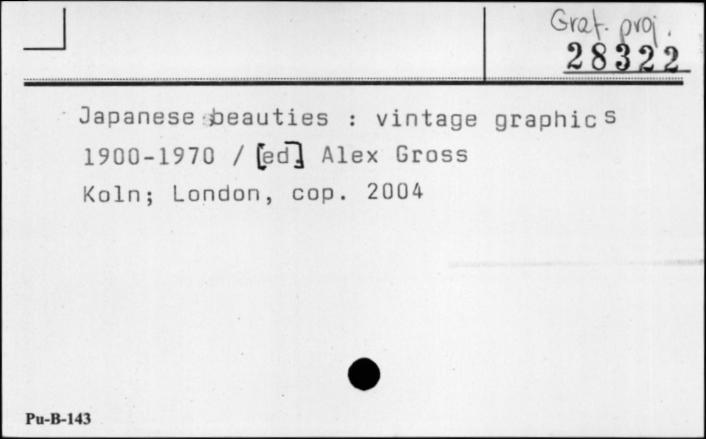 Graf. proj.
28322
Japanese beauties : vintage graphics
1900-1970 / [ed] Alex Gross
Koln; London, cop. 2004
Pu-B-143